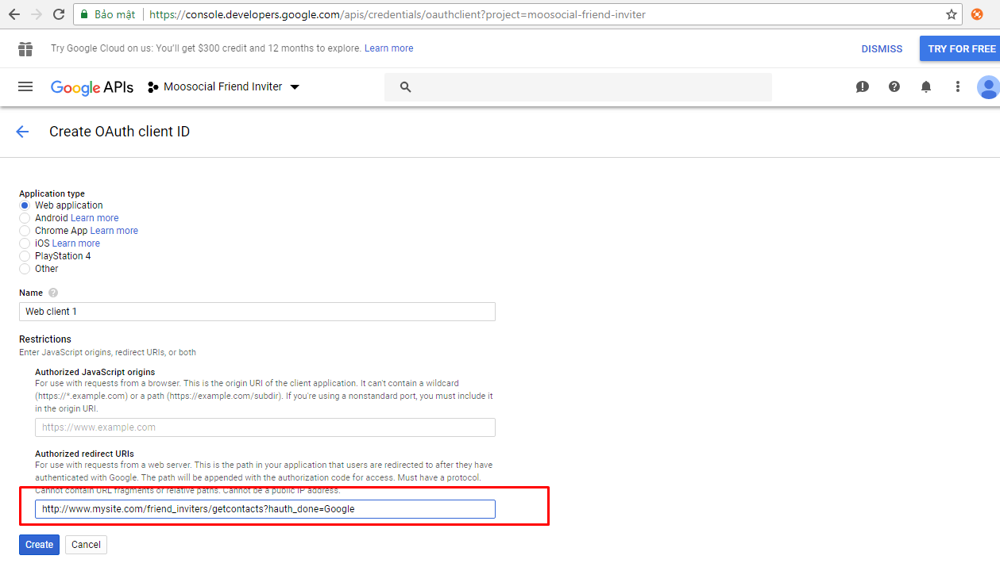 Bảo mật https://console.developers.google.com/apis/credentials/oauthclient?project=moosocial-friend-inviter
Try Google Cloud on us: You'll get $300 credit and 12 months to explore. Learn more DISMISS TRY FOR FREE
Google APIs Moosocial Friend Inviter
Create OAuth client ID
Application type
Web application
Android Learn more
Chrome App Learn more
iOS Learn more
PlayStation 4
Other
Name
Web client 1
Restrictions
Enter JavaScript origins, redirect URIs, or both
Authorized JavaScript origins
For use with requests from a browser. This is the origin URI of the client application. It can't contain a wildcard
(https://*.example.com) or a path (https://example.com/subdir). If you're using a nonstandard port, you must include it
in the origin URI.
https://www.example.com
Authorized redirect URIs
For use with requests from a web server. This is the path in your application that users are redirected to after they have
authenticated with Google. The path will be appended with the authorization code for access. Must have a protocol.
Cannot contain URL fragments or relative paths. Cannot be a public IP address.
http://www.mysite.com/friend_inviters/getcontacts?hauth_done=Google
Create Cancel